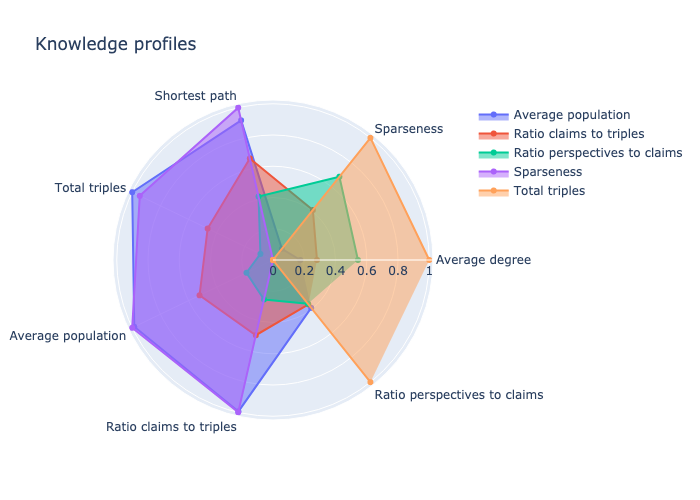 Knowledge profiles
Shortest path
Sparseness
Total triples
Average degree
0 0.2 0.4 0.6 0.8 1
Average population
Ratio claims to triples
Ratio perspectives to claims
Average population
Ratio claims to triples
Ratio perspectives to claims
Sparseness
Total triples